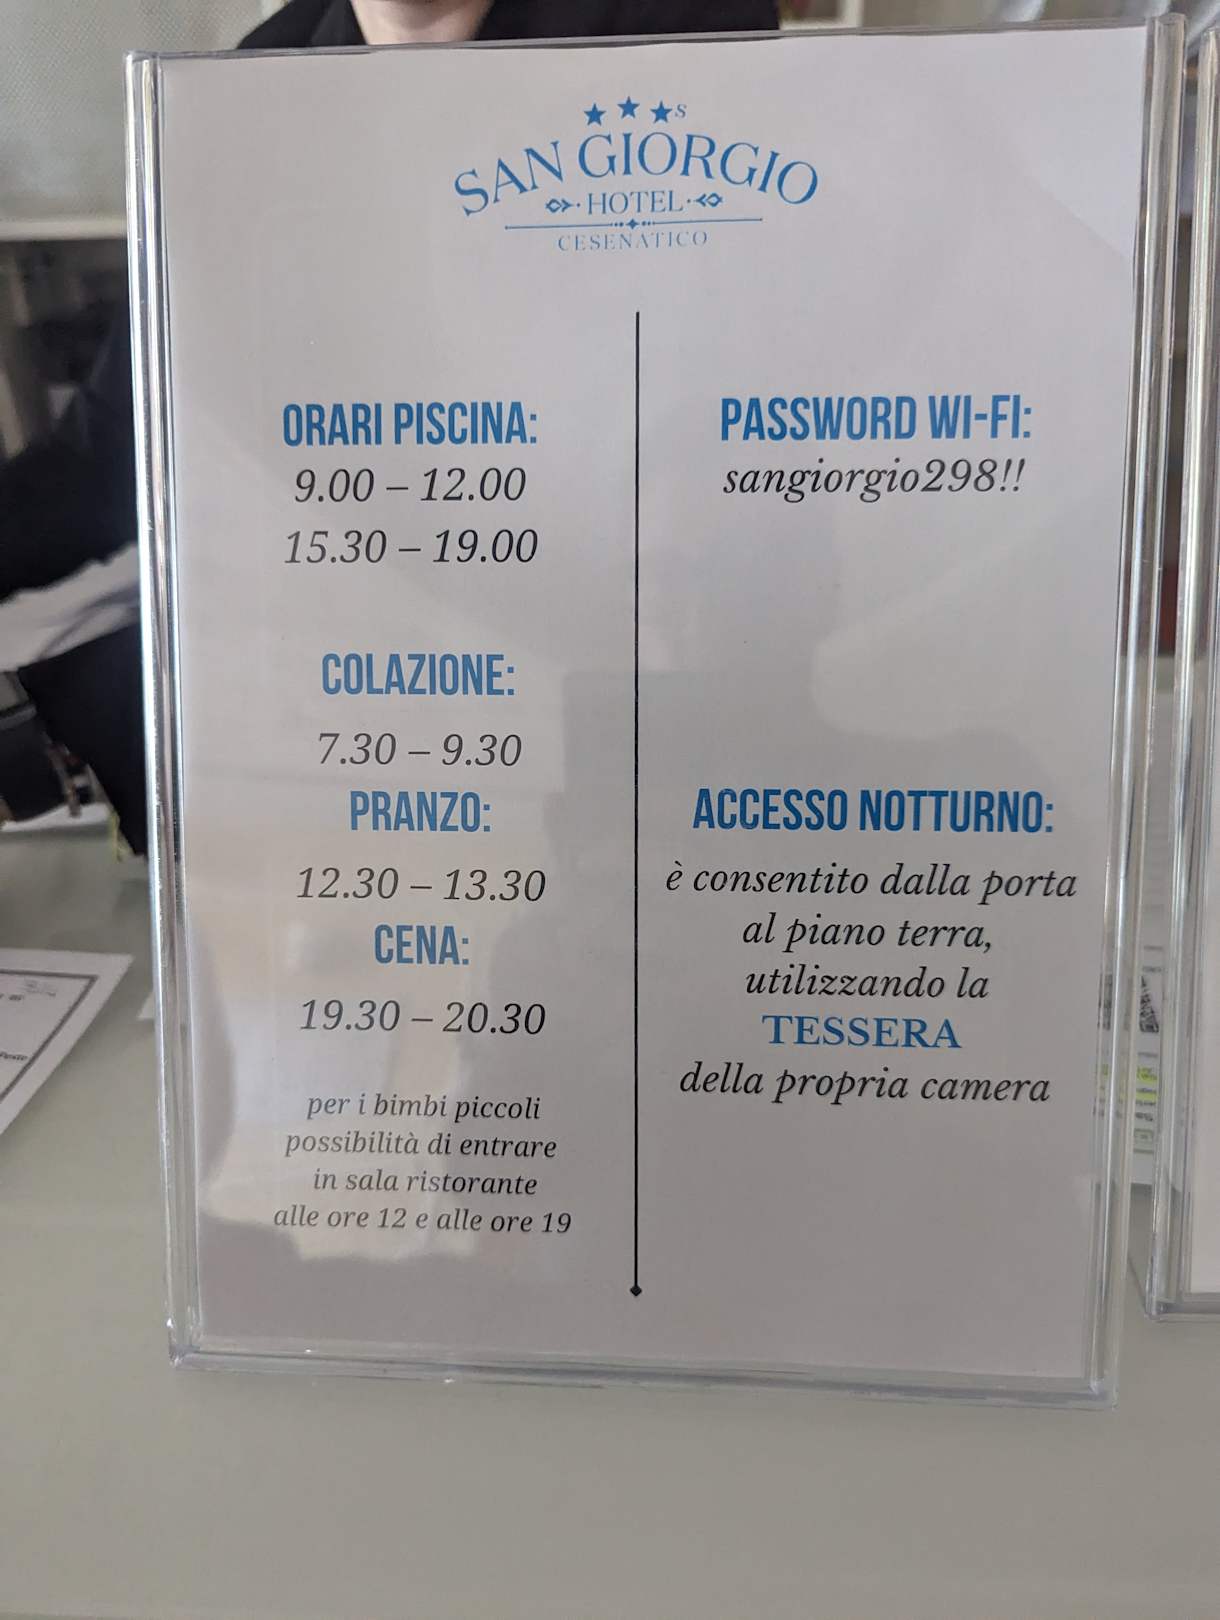 S
SAN GIORGIO
HOTEL
CESENATICO
ORARI PISCINA:
9.00 – 12.00
15.30 – 19.00
COLAZIONE:
7.30 – 9.30
PRANZO:
12.30 – 13.30
CENA:
19.30 – 20.30
per i bimbi piccoli
possibilità di entrare
in sala ristorante
alle ore 12 e alle ore 19
PASSWORD WI-FI:
sangiorgio298!!
ACCESSO NOTTURNO:
è consentito dalla porta
al piano terra,
utilizzando la
TESSERA
della propria camera